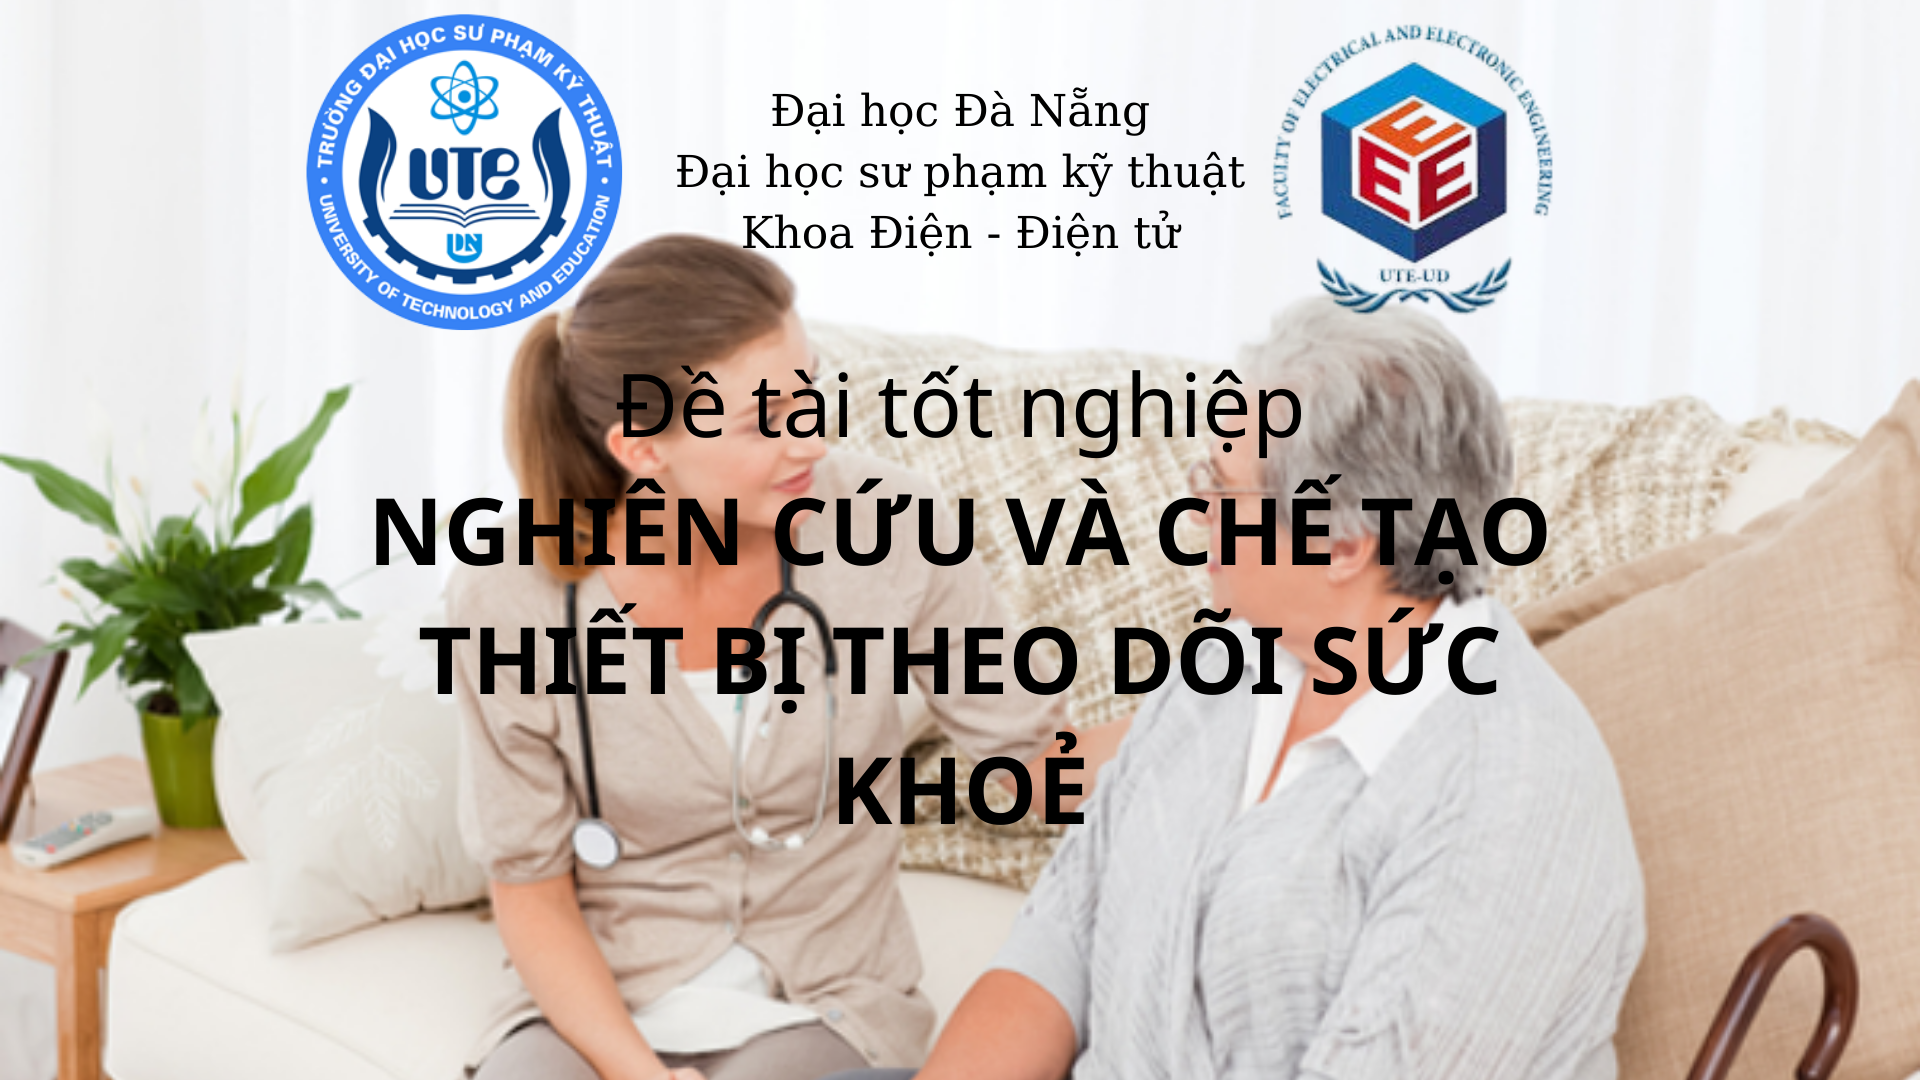 TRƯỜNG ĐẠI HỌC SƯ PHẠM KỸ THUẬT
UTE
UDN
UNIVERSITY OF TECHNOLOGY AND EDUCATION
Đại học Đà Nẵng
Đại học sư phạm kỹ thuật
Khoa Điện - Điện tử
FACULTY OF ELECTRICAL AND ELECTRONIC ENGINEERING
EEE
UTE-UD
Đề tài tốt nghiệp
NGHIÊN CỨU VÀ CHẾ TẠO
THIẾT BỊ THEO DÕI SỨC
KHOẺ